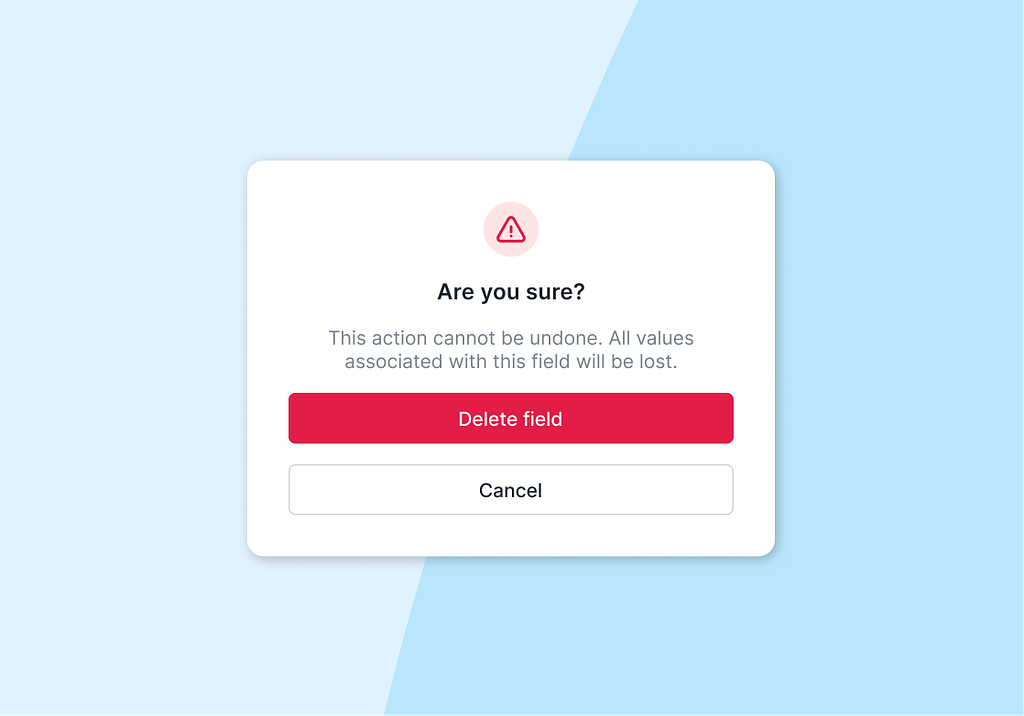 Are you sure?
This action cannot be undone. All values
associated with this field will be lost.
Delete field
Cancel